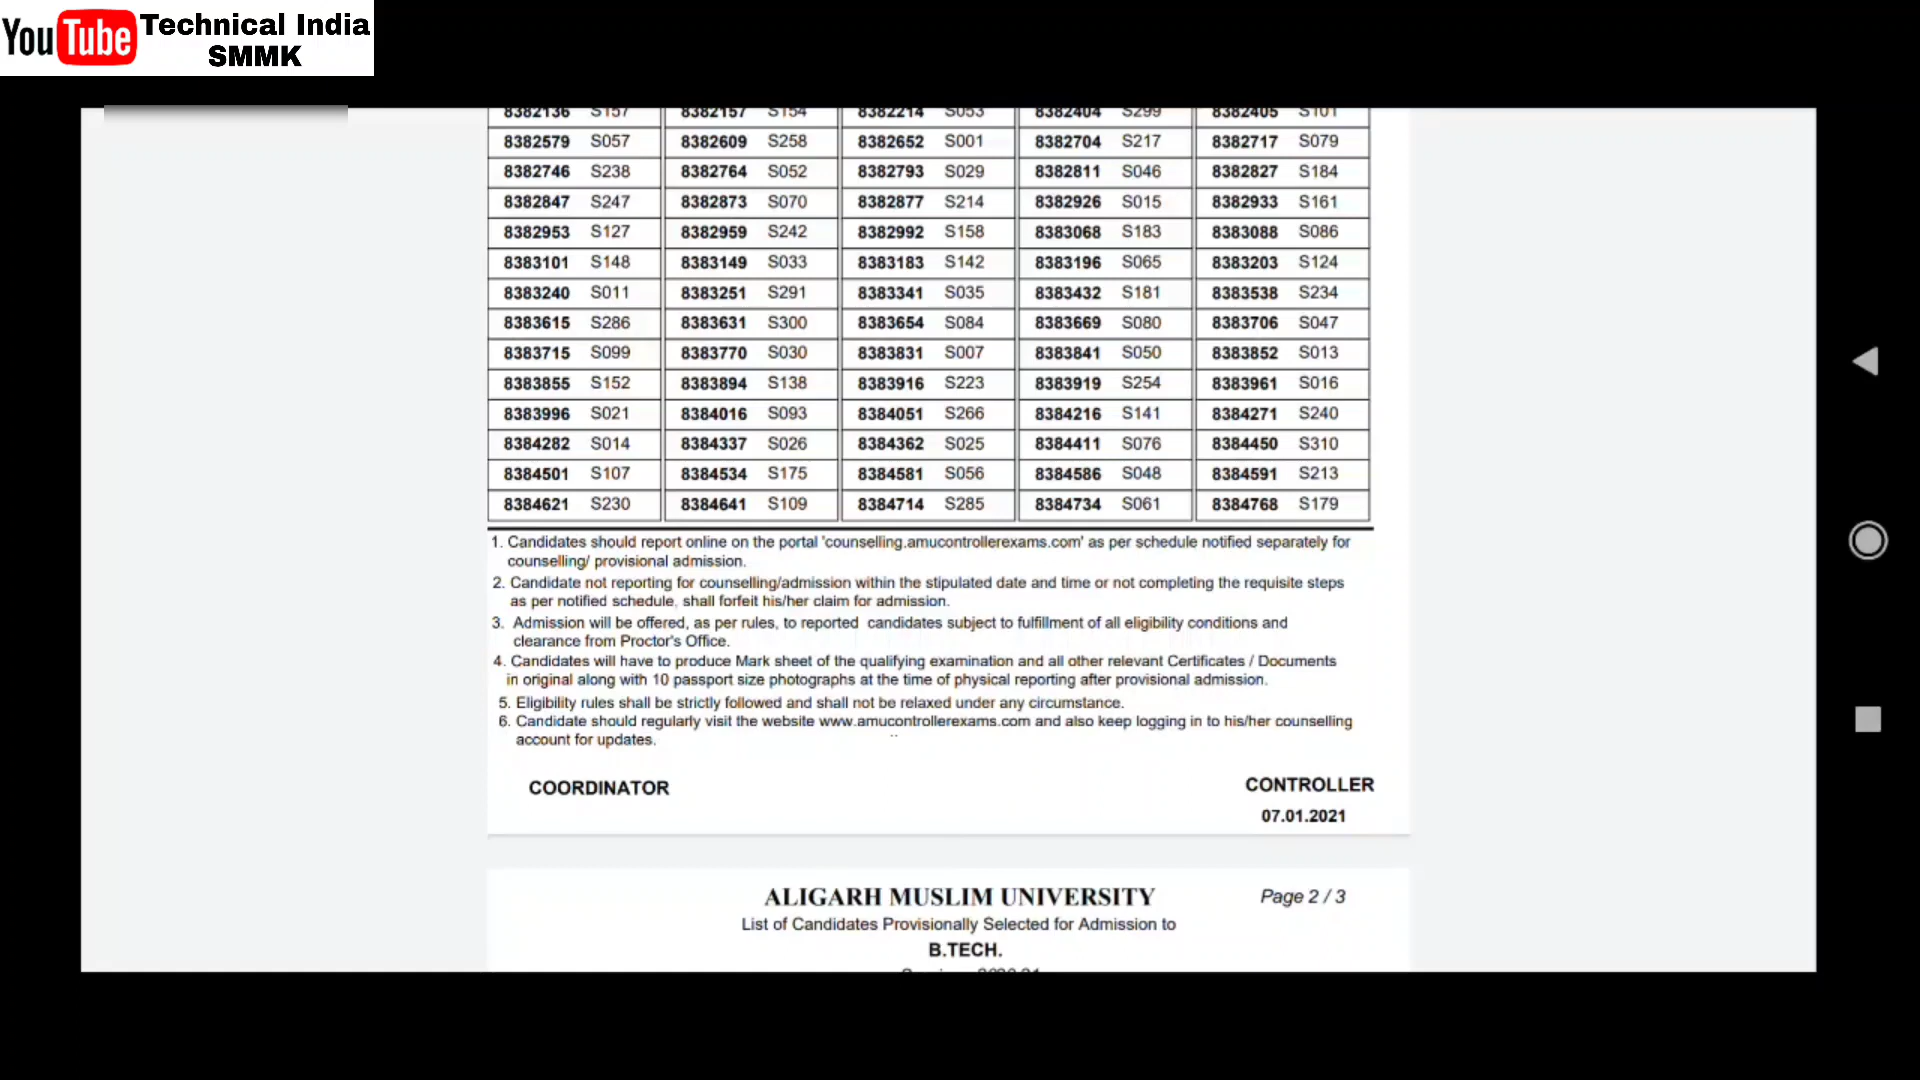 YouTube Technical India
SMMK
8382136 S157 8382157 S154 8382214 S053 8382404 S299 8382405 S101
8382579 S057 8382609 S258 8382652 S001 8382704 S217 8382717 S079
8382746 S238 8382764 S052 8382793 S029 8382811 S046 8382827 S184
8382847 S247 8382873 S070 8382877 S214 8382926 S015 8382933 S161
8382953 S127 8382959 S242 8382992 S158 8383068 S183 8383088 S086
8383101 S148 8383149 S033 8383183 S142 8383196 S065 8383203 S124
8383240 S011 8383251 S291 8383341 S035 8383432 S181 8383538 S234
8383615 S286 8383631 S300 8383654 S084 8383669 S080 8383706 S047
8383715 S099 8383770 S030 8383831 S007 8383841 S050 8383852 S013
8383855 S152 8383894 S138 8383916 S223 8383919 S254 8383961 S016
8383996 S021 8384016 S093 8384051 S266 8384216 S141 8384271 S240
8384282 S014 8384337 S026 8384362 S025 8384411 S076 8384450 S310
8384501 S107 8384534 S175 8384581 S056 8384586 S048 8384591 S213
8384621 S230 8384641 S109 8384714 S285 8384734 S061 8384768 S179
1. Candidates should report online on the portal 'counselling.amucontrollerexams.com' as per schedule notified separately for
counselling/ provisional admission.
2. Candidate not reporting for counselling/admission within the stipulated date and time or not completing the requisite steps
as per notified schedule, shall forfeit his/her claim for admission.
3. Admission will be offered, as per rules, to reported candidates subject to fulfillment of all eligibility conditions and
clearance from Proctor's Office.
4. Candidates will have to produce Mark sheet of the qualifying examination and all other relevant Certificates / Documents
in original along with 10 passport size photographs at the time of physical reporting after provisional admission.
5. Eligibility rules shall be strictly followed and shall not be relaxed under any circumstance.
6. Candidate should regularly visit the website www.amucontrollerexams.com and also keep logging in to his/her counselling
account for updates.
COORDINATOR CONTROLLER
07.01.2021
ALIGARH MUSLIM UNIVERSITY Page 2 / 3
List of Candidates Provisionally Selected for Admission to
B.TECH.